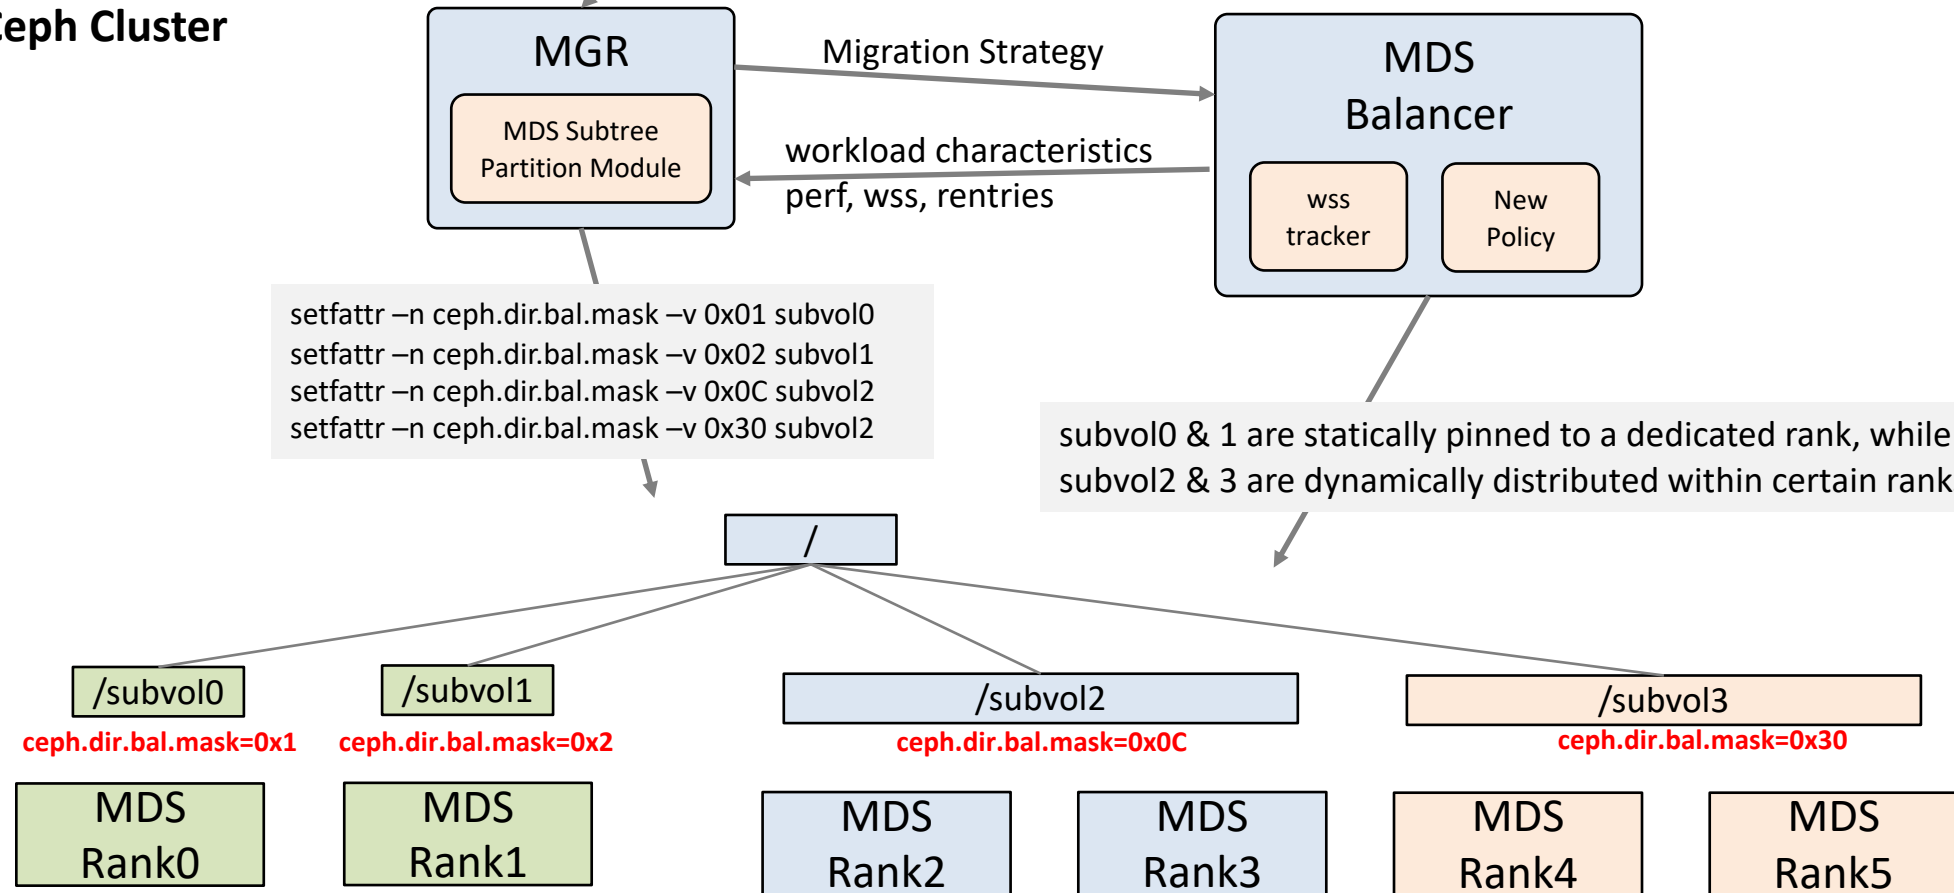 Ceph Cluster
MGR
MDS Subtree
Partition Module
Migration Strategy
workload characteristics
perf, wss, rentries
MDS
Balancer
wss
tracker
New
Policy
setfattr –n ceph.dir.bal.mask –v 0x01 subvol0
setfattr –n ceph.dir.bal.mask –v 0x02 subvol1
setfattr –n ceph.dir.bal.mask –v 0x0C subvol2
setfattr –n ceph.dir.bal.mask –v 0x30 subvol2
subvol0 & 1 are statically pinned to a dedicated rank, while
subvol2 & 3 are dynamically distributed within certain rank
/
/subvol0
/subvol1
/subvol2
/subvol3
ceph.dir.bal.mask=0x1
ceph.dir.bal.mask=0x2
ceph.dir.bal.mask=0x0C
ceph.dir.bal.mask=0x30
MDS
Rank0
MDS
Rank1
MDS
Rank2
MDS
Rank3
MDS
Rank4
MDS
Rank5